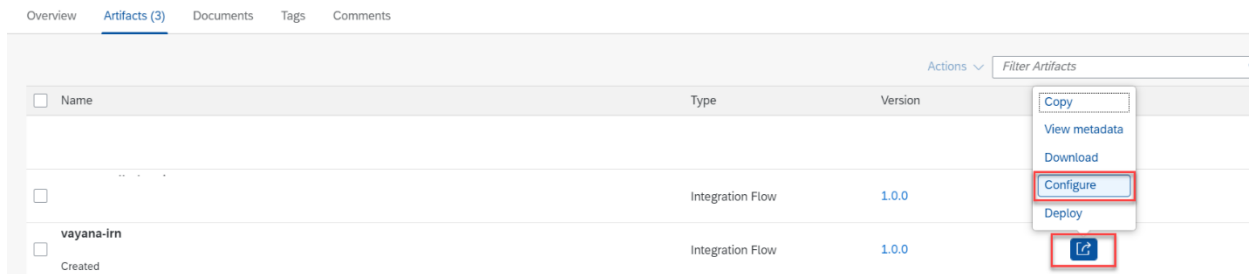 Overview Artifacts (3) Documents Tags Comments
Actions Filter Artifacts
Name Type Version
Copy
View metadata
Download
Configure
Deploy
Integration Flow 1.0.0
vayana-irn
Created
Integration Flow 1.0.0